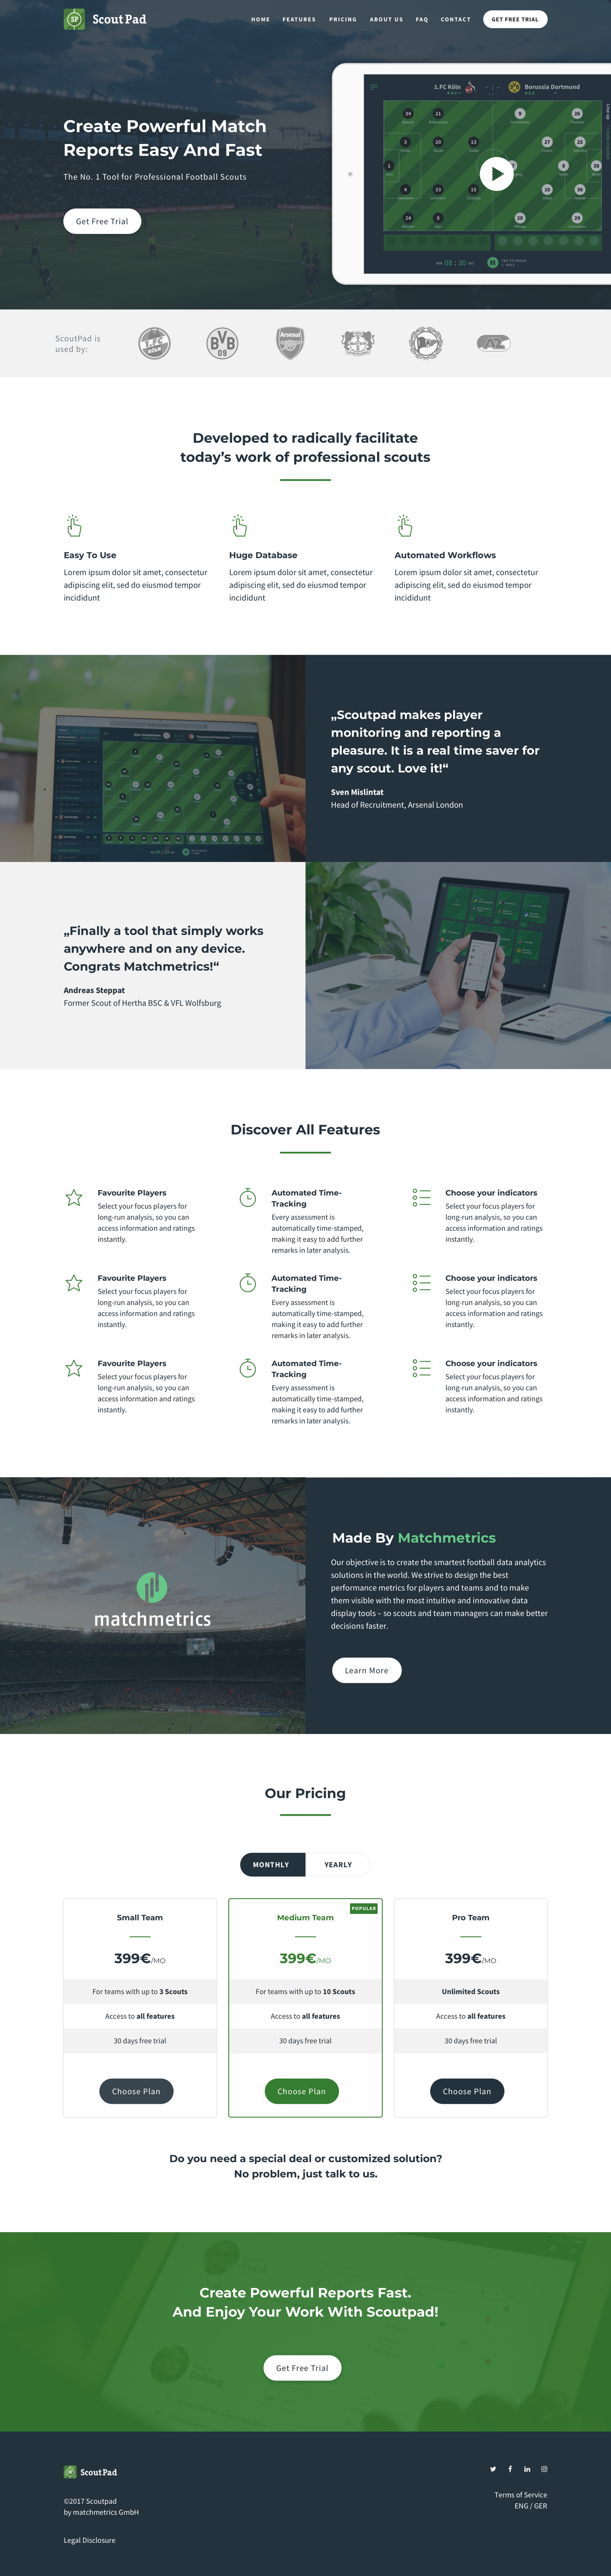 SP Scout Pad
HOME FEATURES PRICING ABOUT US FAQ CONTACT GET FREE TRIAL
1.FC Köln Borussia Dortmund
Create Powerful Match
Reports Easy And Fast
The No. 1 Tool for Professional Football Scouts
Get Free Trial
08 : 30
TAP TO PAUSE
ScoutPad is
used by:
1.FC
KÖLN
BVB
09
Arsenal
A
AZ
Developed to radically facilitate
today’s work of professional scouts
Easy To Use
Lorem ipsum dolor sit amet, consectetur
adipiscing elit, sed do eiusmod tempor
incididunt
Huge Database
Lorem ipsum dolor sit amet, consectetur
adipiscing elit, sed do eiusmod tempor
incididunt
Automated Workflows
Lorem ipsum dolor sit amet, consectetur
adipiscing elit, sed do eiusmod tempor
incididunt
„Scoutpad makes player
monitoring and reporting a
pleasure. It is a real time saver for
any scout. Love it!“
Sven Mislintat
Head of Recruitment, Arsenal London
„Finally a tool that simply works
anywhere and on any device.
Congrats Matchmetrics!“
Andreas Steppat
Former Scout of Hertha BSC & VFL Wolfsburg
Discover All Features
Favourite Players
Select your focus players for
long-run analysis, so you can
access information and ratings
instantly.
Automated Time-
Tracking
Every assessment is
automatically time-stamped,
making it easy to add further
remarks in later analysis.
Choose your indicators
Select your focus players for
long-run analysis, so you can
access information and ratings
instantly.
Favourite Players
Select your focus players for
long-run analysis, so you can
access information and ratings
instantly.
Automated Time-
Tracking
Every assessment is
automatically time-stamped,
making it easy to add further
remarks in later analysis.
Choose your indicators
Select your focus players for
long-run analysis, so you can
access information and ratings
instantly.
Favourite Players
Select your focus players for
long-run analysis, so you can
access information and ratings
instantly.
Automated Time-
Tracking
Every assessment is
automatically time-stamped,
making it easy to add further
remarks in later analysis.
Choose your indicators
Select your focus players for
long-run analysis, so you can
access information and ratings
instantly.
matchmetrics
Made By Matchmetrics
Our objective is to create the smartest football data analytics
solutions in the world. We strive to design the best
performance metrics for players and teams and to make
them visible with the most intuitive and innovative data
display tools – so scouts and team managers can make better
decisions faster.
Learn More
Our Pricing
MONTHLY YEARLY
Small Team
399€/MO
For teams with up to 3 Scouts
Access to all features
30 days free trial
Choose Plan
POPULAR
Medium Team
399€/MO
For teams with up to 10 Scouts
Access to all features
30 days free trial
Choose Plan
Pro Team
399€/MO
Unlimited Scouts
Access to all features
30 days free trial
Choose Plan
Do you need a special deal or customized solution?
No problem, just talk to us.
Create Powerful Reports Fast.
And Enjoy Your Work With Scoutpad!
Get Free Trial
SP Scout Pad
©2017 Scoutpad
by matchmetrics GmbH
Legal Disclosure
Terms of Service
ENG / GER